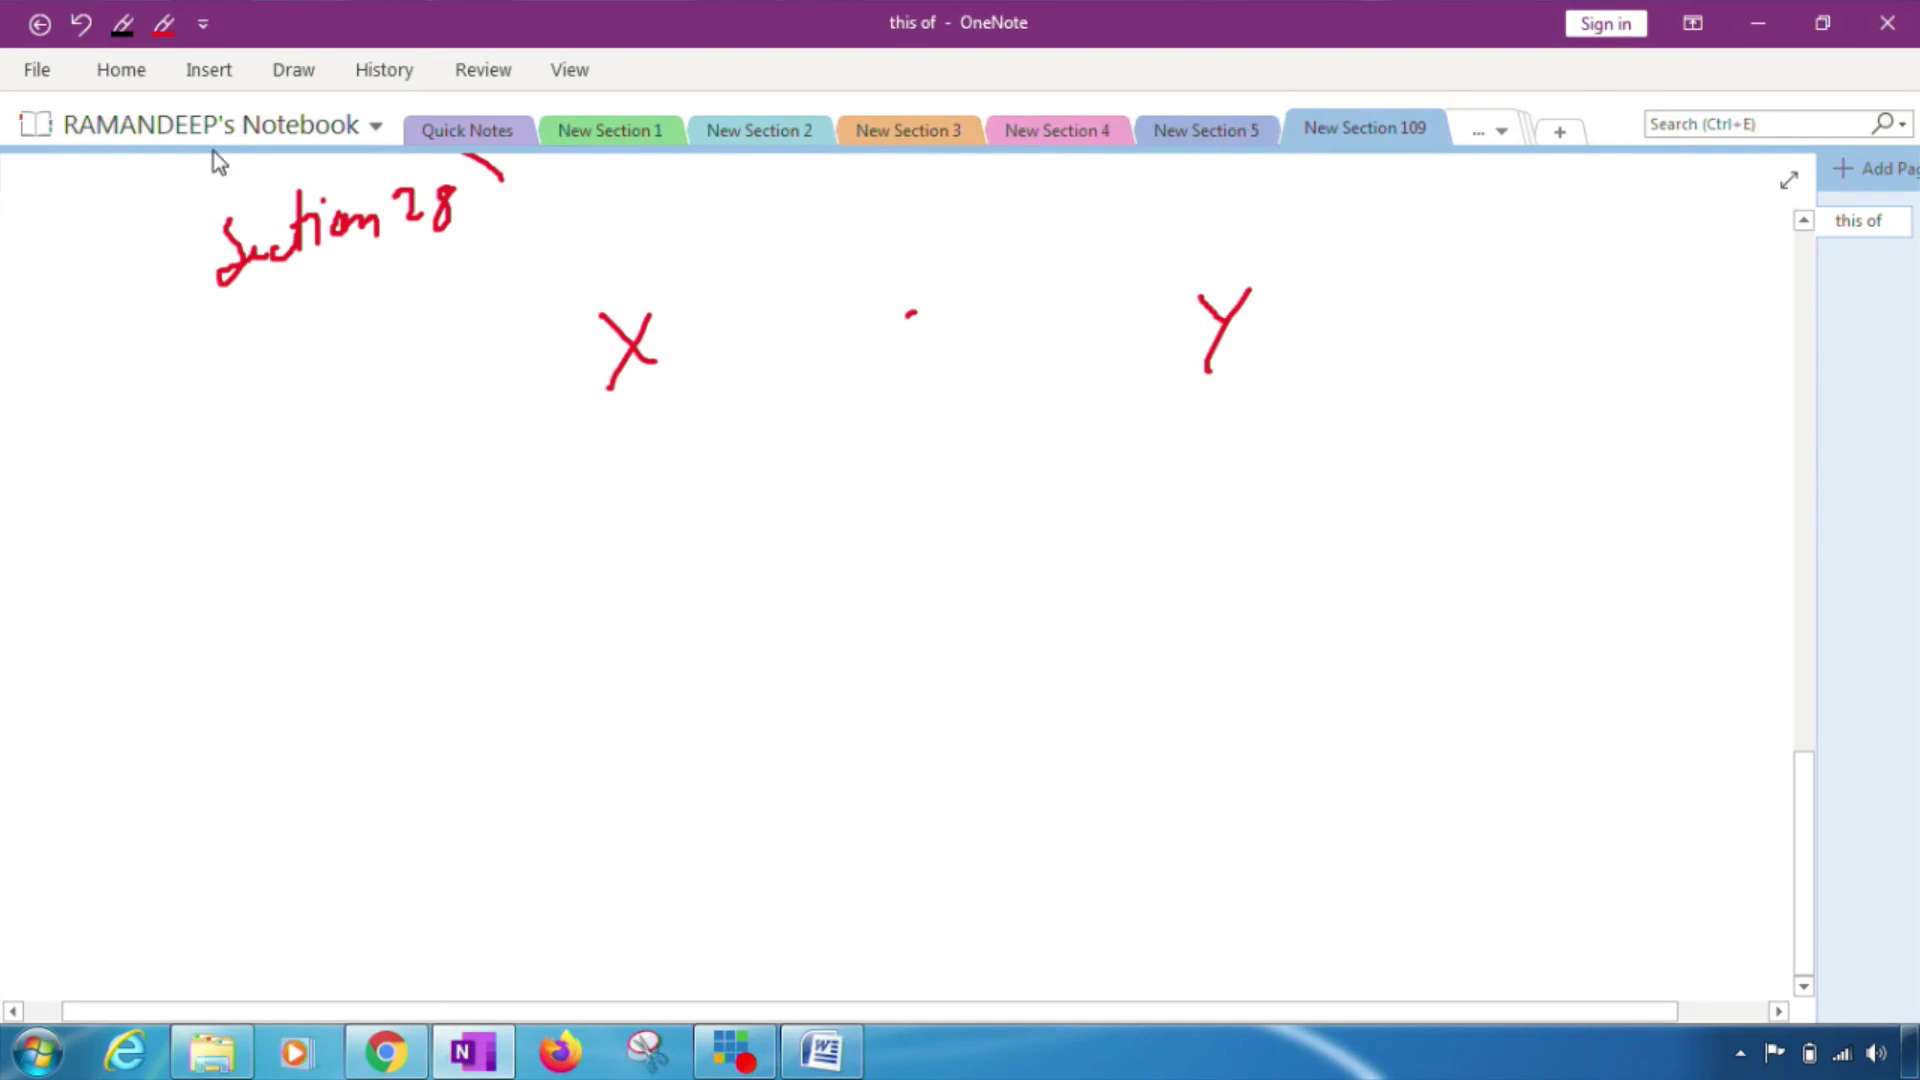 this of - OneNote
Sign in
File Home Insert Draw History Review View
RAMANDEEP's Notebook
Quick Notes New Section 1 New Section 2 New Section 3 New Section 4 New Section 5 New Section 109 ...
Search (Ctrl+E)
Add Pag
this of
Section 28
X Y